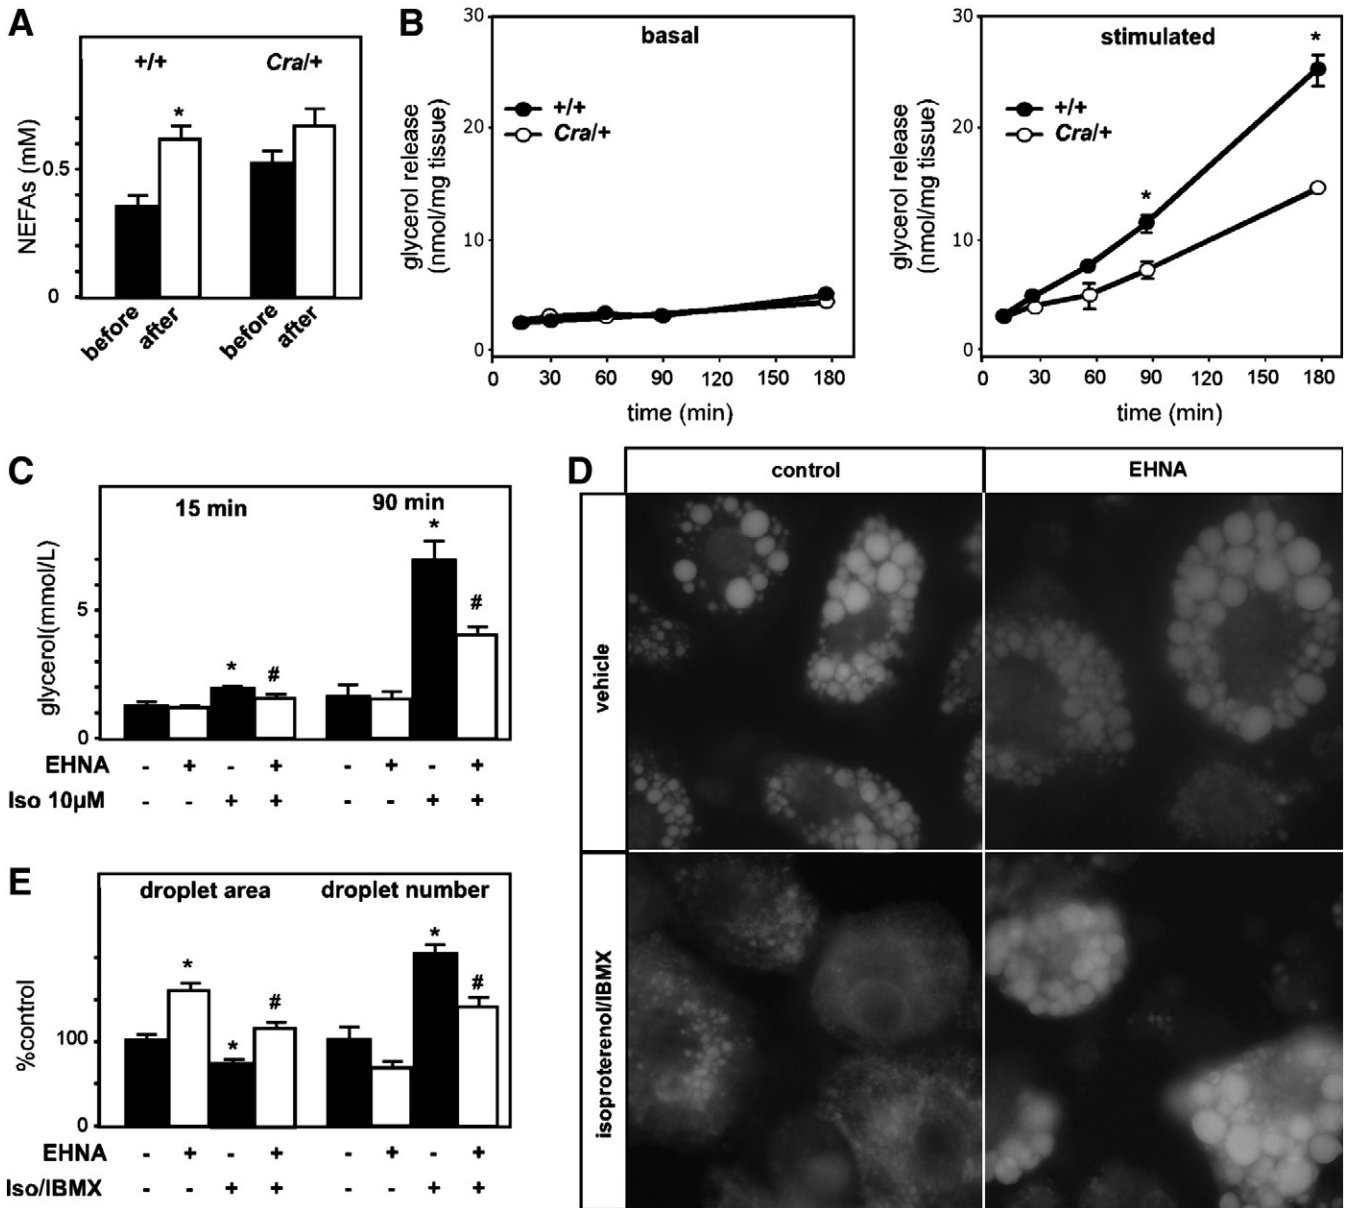 A
+/+
Cra/+
*
NEFAs (mM)
0.5
0
before
after
before
after
B
basal
+/+
Cra/+
glycerol release
(nmol/mg tissue)
30
20
10
0
0 30 60 90 120 150 180
time (min)
stimulated
+/+
Cra/+
*
*
glycerol release
(nmol/mg tissue)
30
20
10
0
0 30 60 90 120 150 180
time (min)
C
15 min
90 min
glycerol(mmol/L)
5
0
* # * #
EHNA - + - + - + - +
Iso 10µM - - + + - - + +
D
control
EHNA
vehicle
isoproterenol/IBMX
E
droplet area
droplet number
%control
100
0
* * # * #
EHNA - + - + - + - +
Iso/IBMX - - + + - - + +